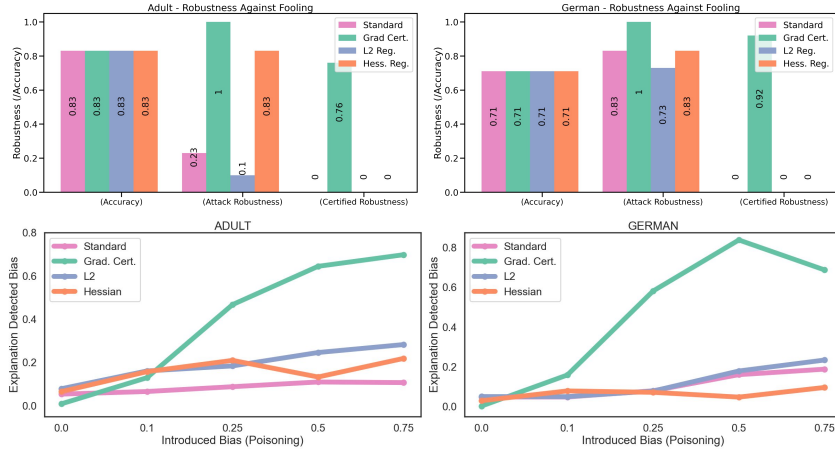 Adult - Robustness Against Fooling
Robustness (/Accuracy)
1.0
0.8
0.6
0.4
0.2
0.0
Standard
Grad Cert.
L2 Reg.
Hess. Reg.
0.83
0.83
0.83
0.83
0.23
1
0.1
0.83
0
0.76
0
0
(Accuracy)
(Attack Robustness)
(Certified Robustness)
German - Robustness Against Fooling
Robustness (/Accuracy)
1.0
0.8
0.6
0.4
0.2
0.0
Standard
Grad Cert.
L2 Reg.
Hess. Reg.
0.71
0.71
0.71
0.71
0.83
1
0.73
0.83
0
0.92
0
0
(Accuracy)
(Attack Robustness)
(Certified Robustness)
ADULT
Explanation Detected Bias
0.8
0.6
0.4
0.2
0.0
Standard
Grad. Cert.
L2
Hessian
0.0
0.1
0.25
0.5
0.75
Introduced Bias (Poisoning)
GERMAN
Explanation Detected Bias
0.8
0.6
0.4
0.2
0.0
Standard
Grad. Cert.
L2
Hessian
0.0
0.1
0.25
0.5
0.75
Introduced Bias (Poisoning)